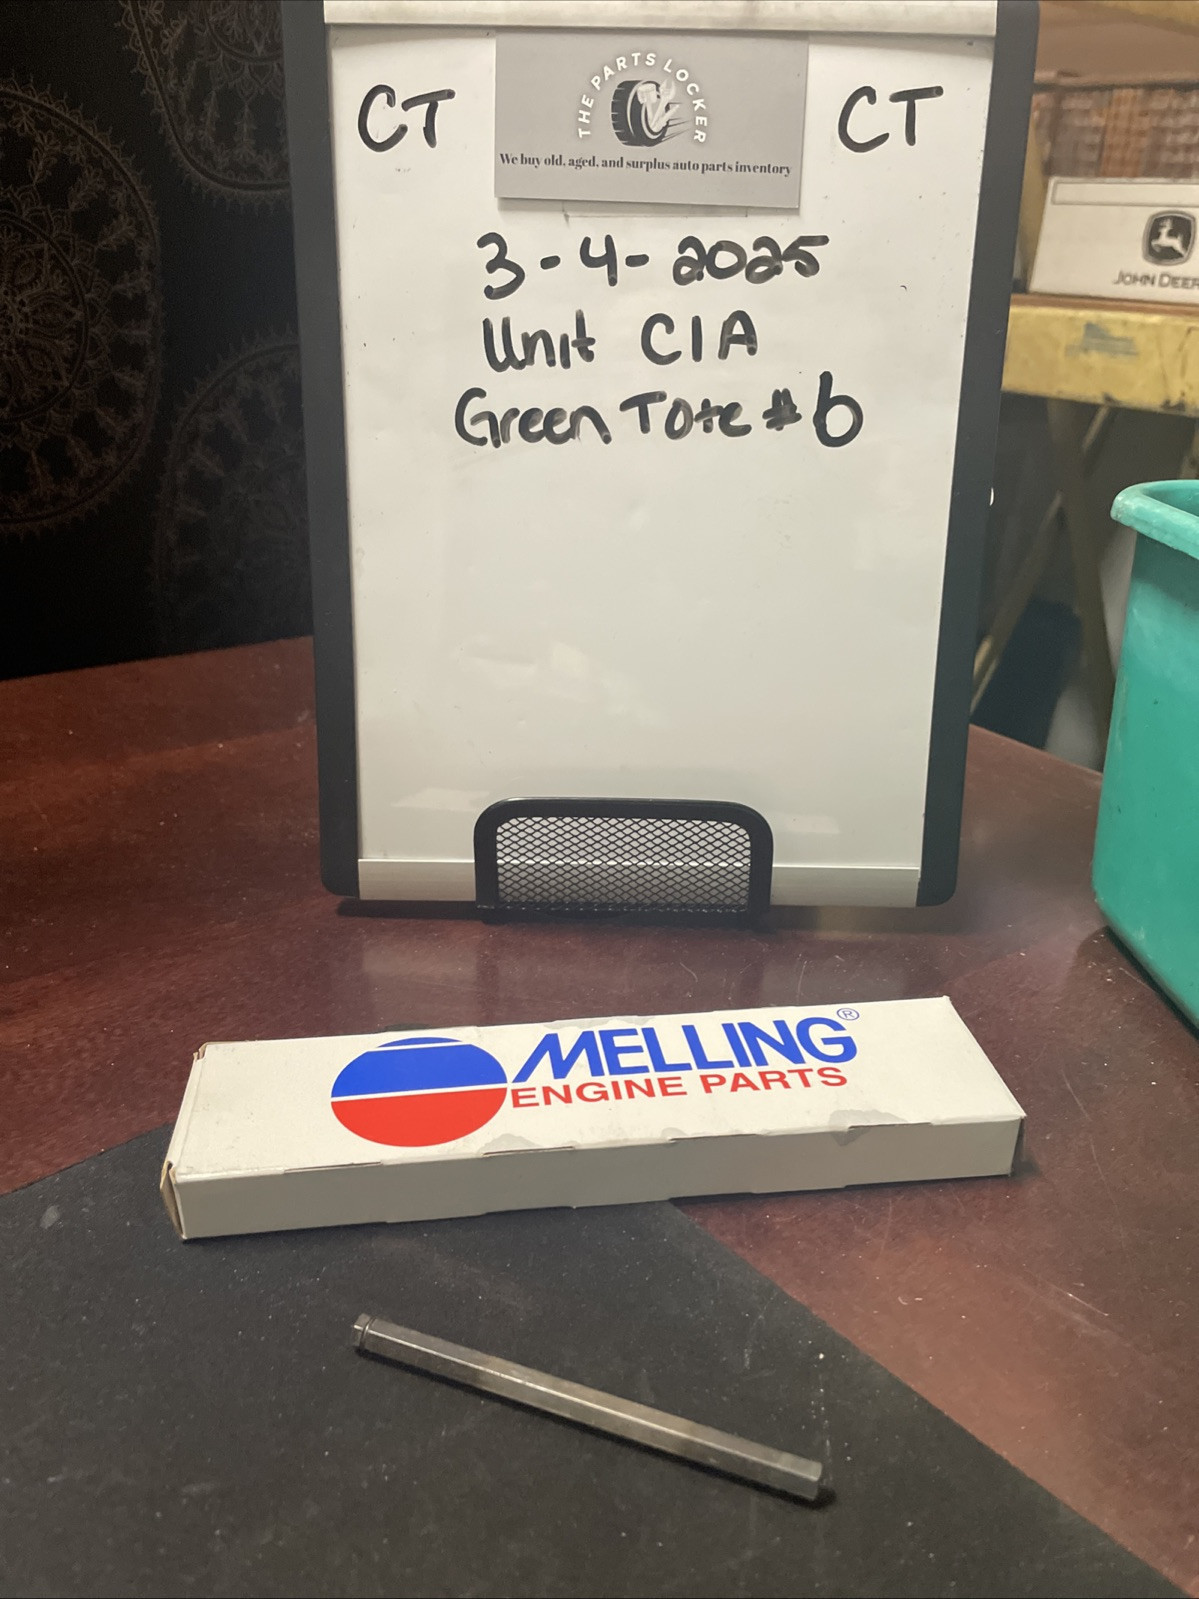 CT
THE PARTS LOCKER
We buy old, aged, and surplus auto parts inventory
CT
3-4-2025
Unit C1A
Green Tote #6
JOHN DEER
MELLING®
ENGINE PARTS